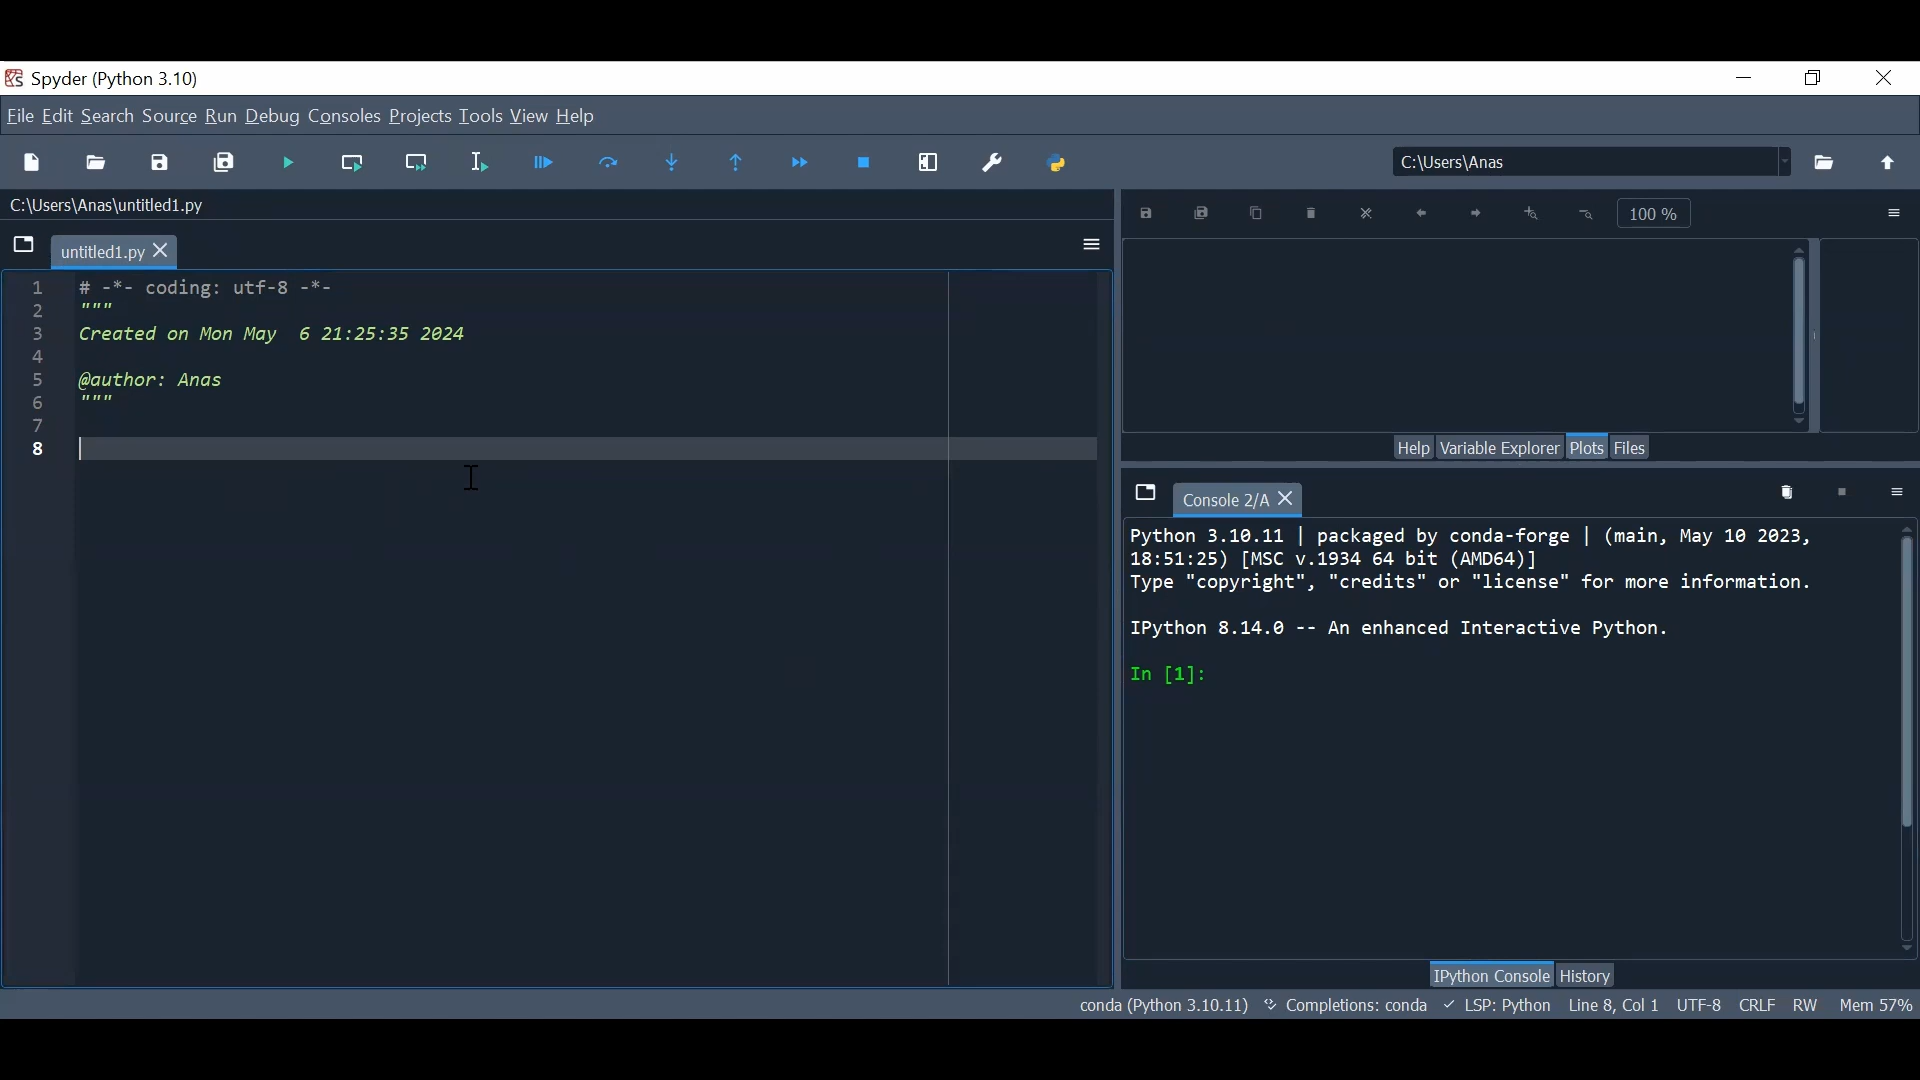 Spyder (Python 3.10)
File Edit Search Source Run Debug Consoles Projects Tools View Help
C:\Users\Anas
C:\Users\Anas\untitled1.py
untitled1.py
1 # -*- coding: utf-8 -*-
2 """
3 Created on Mon May  6 21:25:35 2024
4
5 @author: Anas
6 """
7
8
100 %
Help Variable Explorer Plots Files
Console 2/A
Python 3.10.11 | packaged by conda-forge | (main, May 10 2023,
18:51:25) [MSC v.1934 64 bit (AMD64)]
Type "copyright", "credits" or "license" for more information.
IPython 8.14.0 -- An enhanced Interactive Python.
In [1]:
IPython Console History
conda (Python 3.10.11) Completions: conda ✓ LSP: Python Line 8, Col 1 UTF-8 CRLF RW Mem 57%